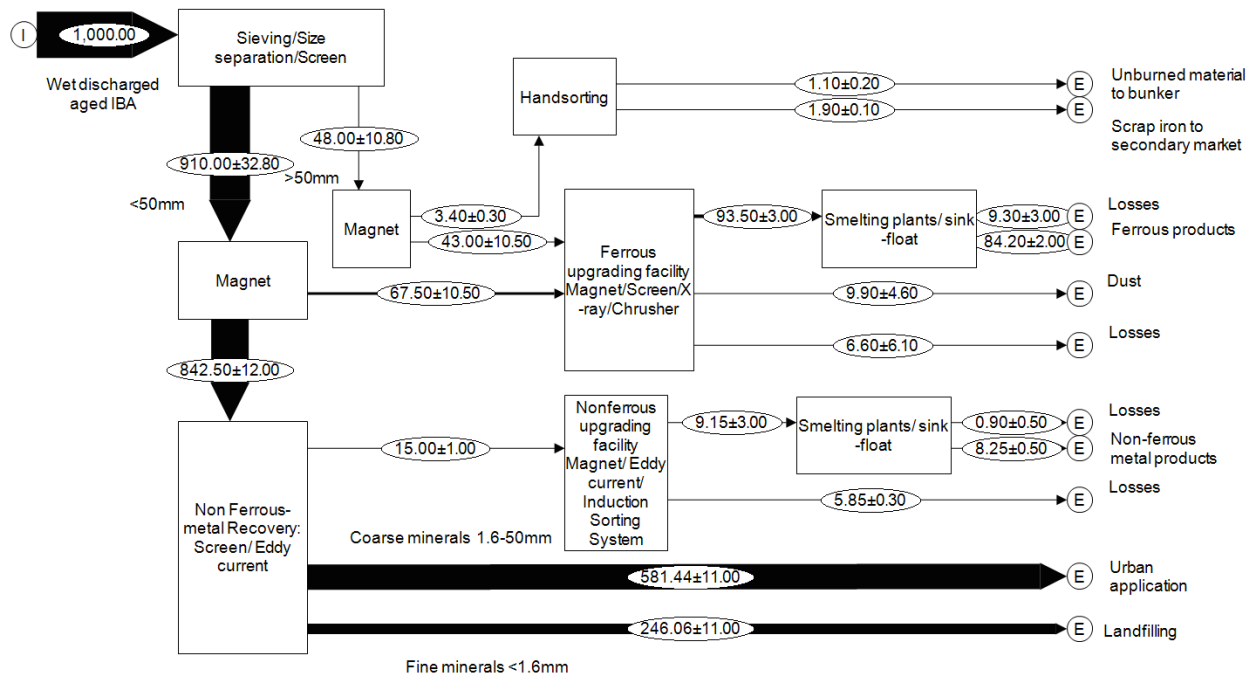 I
1,000.00
Wet discharged
aged IBA
Sieving/Size
separation/Screen
910.00±32.80
<50mm
48.00±10.80
>50mm
Handsorting
1.10±0.20
E
Unburned material
to bunker
1.90±0.10
E
Scrap iron to
secondary market
Magnet
3.40±0.30
43.00±10.50
Ferrous
upgrading facility
Magnet/Screen/X
-ray/Chrusher
93.50±3.00
Smelting plants/ sink
-float
9.30±3.00
E
Losses
84.20±2.00
E
Ferrous products
Magnet
67.50±10.50
9.90±4.60
E
Dust
6.60±6.10
E
Losses
842.50±12.00
Non Ferrous-
metal Recovery:
Screen/ Eddy
current
15.00±1.00
Nonferrous
upgrading
facility
Magnet/ Eddy
current/
Induction
Sorting
System
9.15±3.00
Smelting plants/ sink
-float
0.90±0.50
E
Losses
8.25±0.50
E
Non-ferrous
metal products
5.85±0.30
E
Losses
Coarse minerals 1.6-50mm
581.44±11.00
E
Urban
application
246.06±11.00
E
Landfilling
Fine minerals <1.6mm